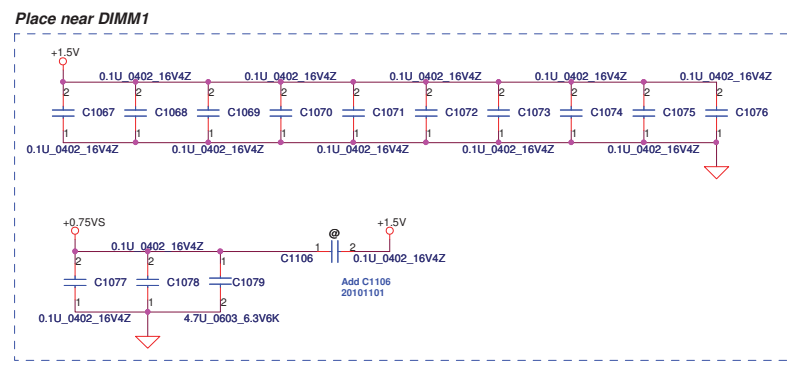 Place near DIMM1
+1.5V
0.1U_0402_16V4Z 0.1U_0402_16V4Z 0.1U_0402_16V4Z 0.1U_0402_16V4Z 0.1U_0402_16V4Z
2 2 2 2 2 2 2 2 2 2
C1067 C1068 C1069 C1070 C1071 C1072 C1073 C1074 C1075 C1076
1 1 1 1 1 1 1 1 1 1
0.1U_0402_16V4Z 0.1U_0402_16V4Z 0.1U_0402_16V4Z 0.1U_0402_16V4Z 0.1U_0402_16V4Z
+0.75VS +1.5V
@
0.1U_0402_16V4Z 1 2
C1106 0.1U_0402_16V4Z
2 2 1
C1077 C1078 C1079
Add C1106
20101101
1 1 2
0.1U_0402_16V4Z 4.7U_0603_6.3V6K